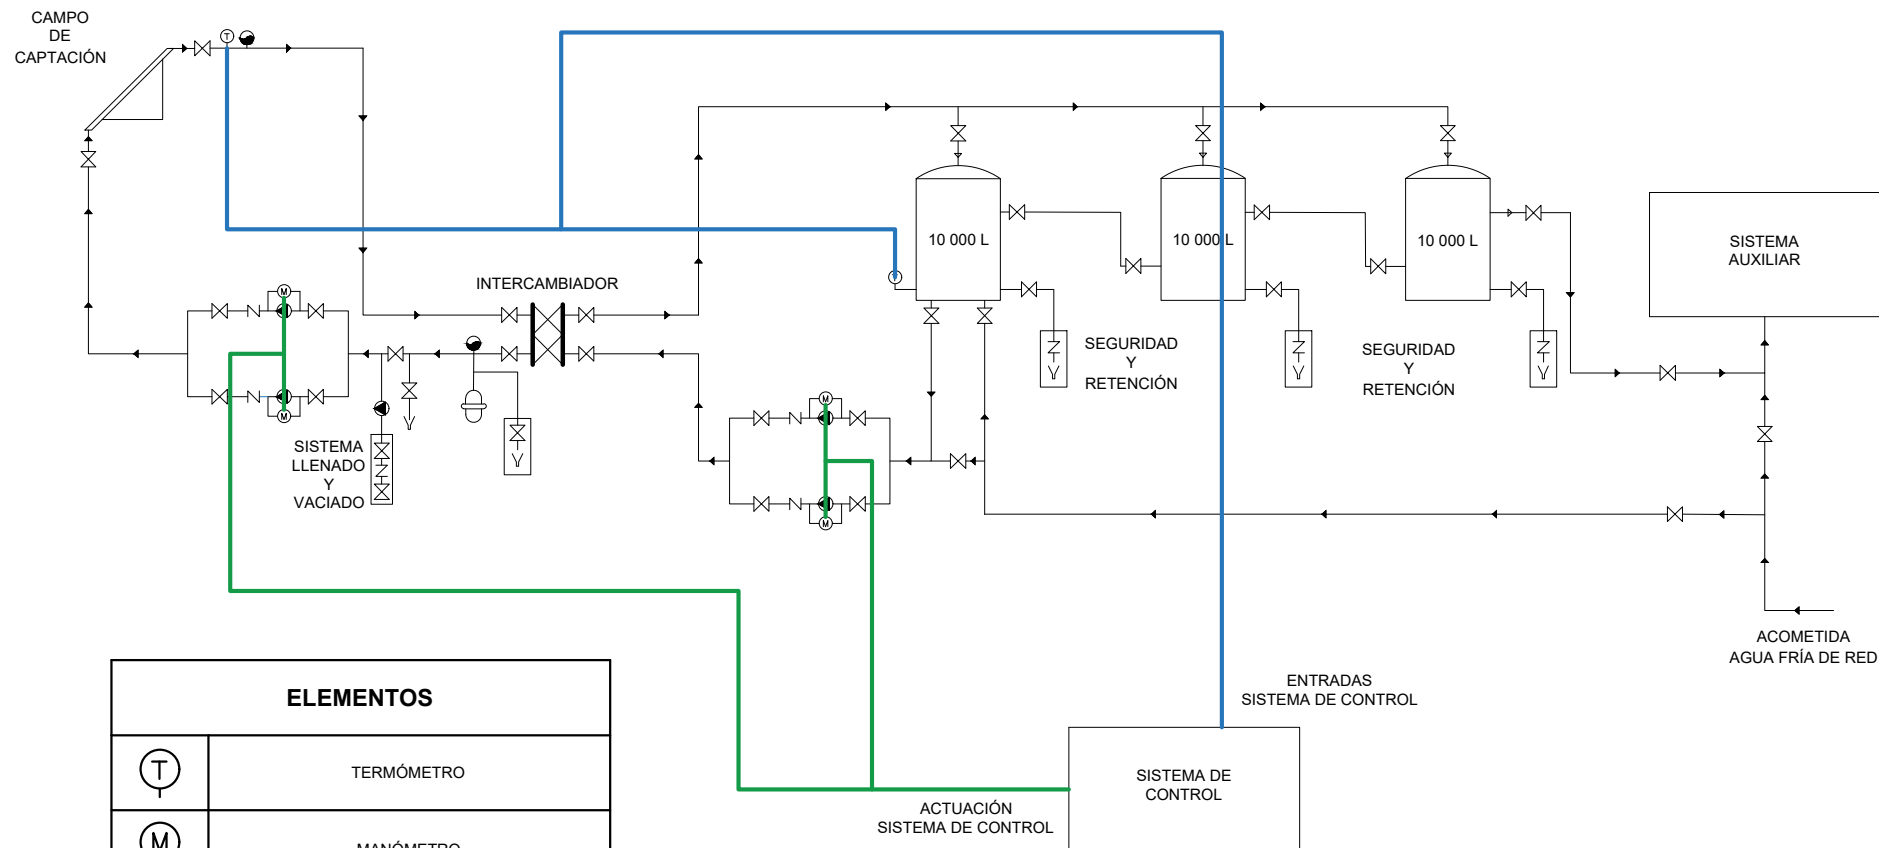 CAMPO
DE
CAPTACIÓN
T
10 000 L
10 000 L
10 000 L
SISTEMA
AUXILIAR
INTERCAMBIADOR
M
M
SEGURIDAD
Y
RETENCIÓN
SEGURIDAD
Y
RETENCIÓN
SISTEMA
LLENADO
Y
VACIADO
M
M
ACOMETIDA
AGUA FRÍA DE RED
ENTRADAS
SISTEMA DE CONTROL
SISTEMA DE
CONTROL
ACTUACIÓN
SISTEMA DE CONTROL
ELEMENTOS
T TERMÓMETRO
M MANÓMETRO